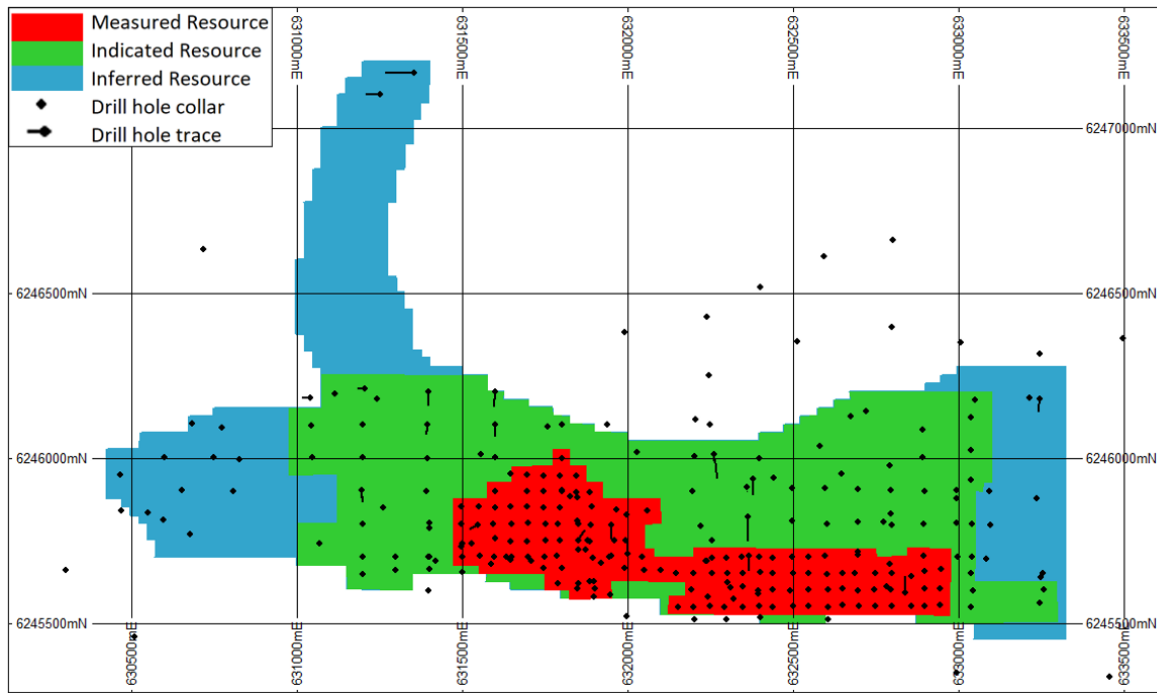 Measured Resource
Indicated Resource
Inferred Resource
Drill hole collar
Drill hole trace
631000mE
631500mE
632000mE
632500mE
633000mE
633500mE
6247000mN
6246500mN
6246500mN
6246000mN
6246000mN
6245500mN
6245500mN
630500mE
631000mE
631500mE
632000mE
632500mE
633000mE
633500mE